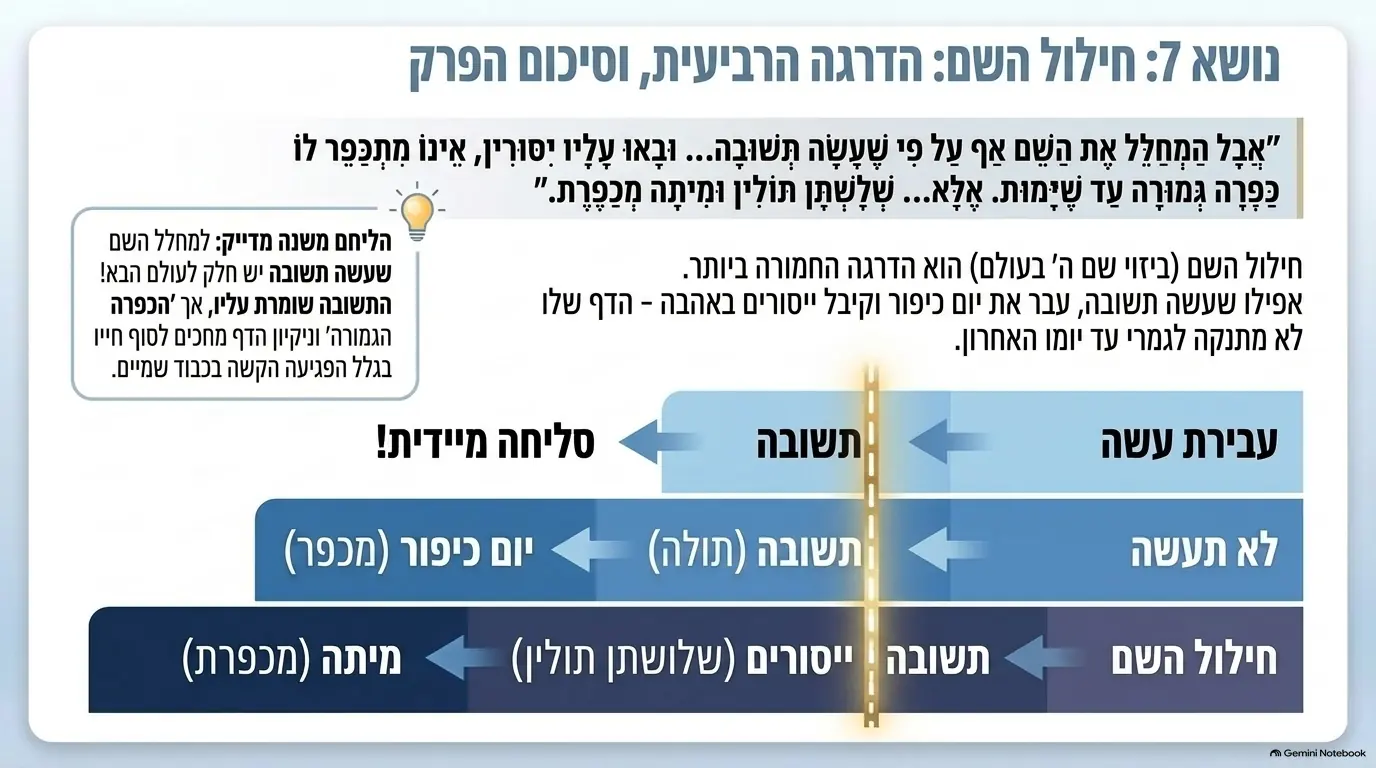 נושא 7: חילול השם: הדרגה הרביעית, וסיכום הפרק
"אֲבָל הַמְחַלֵּל אֶת הַשֵּׁם אַף עַל פִּי שֶׁעָשָׂה תְּשׁוּבָה... וּבָאוּ עָלָיו יִסּוּרִין, אֵינוֹ מִתְכַּפֵּר לוֹ
כַּפָּרָה גְּמוּרָה עַד שֶׁיָּמוּת. אֶלָּא... שְׁלָשְׁתָּן תּוֹלִין וּמִיתָה מְכַפֶּרֶת."
חילול השם (ביזוי שם ה' בעולם) הוא הדרגה החמורה ביותר.
אפילו שעשה תשובה, עבר את יום כיפור וקיבל ייסורים באהבה - הדף שלו
לא מתנקה לגמרי עד יומו האחרון.
הליחם משנה מדייק: למחלל השם
שעשה תשובה יש חלק לעולם הבא!
התשובה שומרת עליו, אך 'הכפרה
הגמורה' וניקיון הדף מחכים לסוף חייו
בגלל הפגיעה הקשה בכבוד שמיים.
עבירת עשה תשובה סליחה מיידית!
לא תעשה תשובה (תולה) יום כיפור (מכפר)
חילול השם תשובה ייסורים (שלושתן תולין) מיתה (מכפרת)
Gemini Notebook